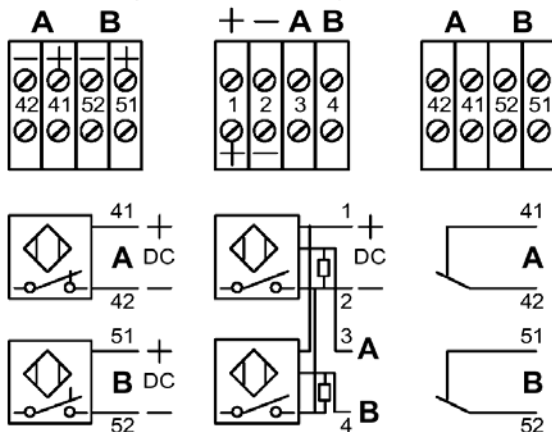 A B + − A B A B
− + − +
42 41 52 51 1 2 3 4 42 41 52 51
+ −
41 + 1 + 41
A DC DC A
42 − 2 − 42
3 A
51 + 51
B DC B
52 − 4 B 52